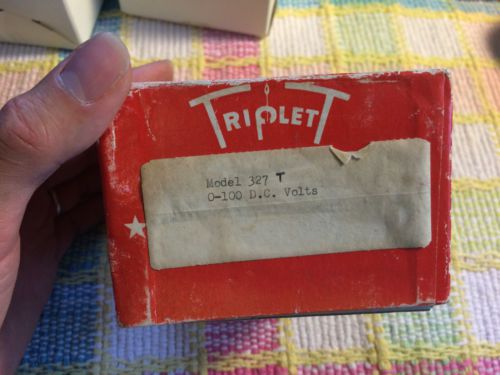 TRIPLETT
Model 327 T
0-100 D.C. Volts